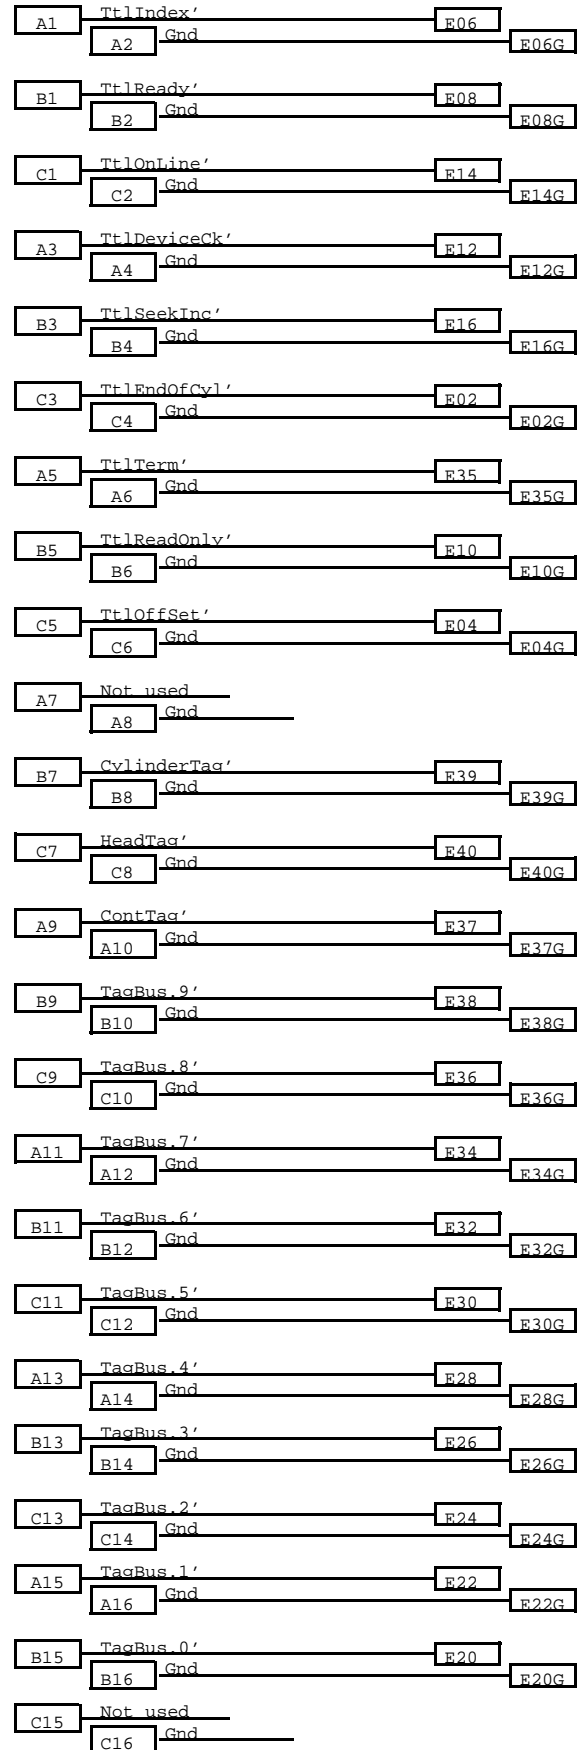 A1 TtlIndex' E06
A2 Gnd E06G
B1 TtlReady' E08
B2 Gnd E08G
C1 TtlOnLine' E14
C2 Gnd E14G
A3 TtlDeviceCk' E12
A4 Gnd E12G
B3 TtlSeekInc' E16
B4 Gnd E16G
C3 TtlEndOfCyl' E02
C4 Gnd E02G
A5 TtlTerm' E35
A6 Gnd E35G
B5 TtlReadOnly' E10
B6 Gnd E10G
C5 TtlOffSet' E04
C6 Gnd E04G
A7 Not used
A8 Gnd
B7 CylinderTag' E39
B8 Gnd E39G
C7 HeadTag' E40
C8 Gnd E40G
A9 ContTag' E37
A10 Gnd E37G
B9 TagBus.9' E38
B10 Gnd E38G
C9 TagBus.8' E36
C10 Gnd E36G
A11 TagBus.7' E34
A12 Gnd E34G
B11 TagBus.6' E32
B12 Gnd E32G
C11 TagBus.5' E30
C12 Gnd E30G
A13 TagBus.4' E28
A14 Gnd E28G
B13 TagBus.3' E26
B14 Gnd E26G
C13 TagBus.2' E24
C14 Gnd E24G
A15 TagBus.1' E22
A16 Gnd E22G
B15 TagBus.0' E20
B16 Gnd E20G
C15 Not used
C16 Gnd